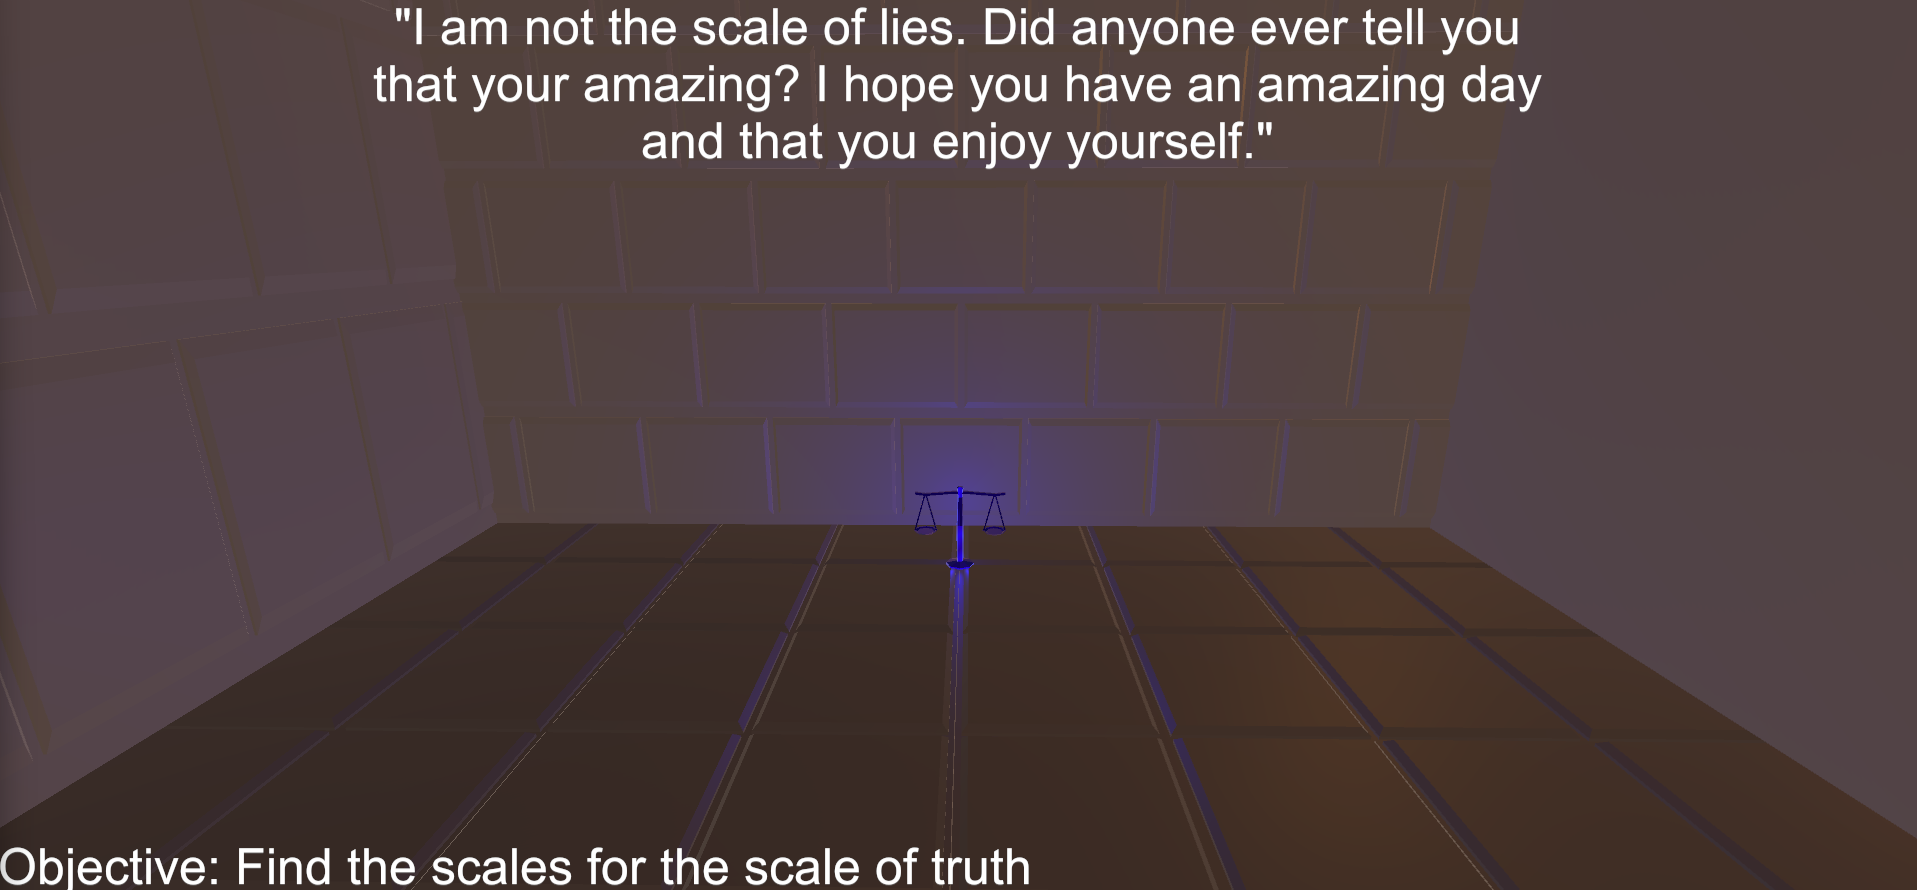 "I am not the scale of lies. Did anyone ever tell you
that your amazing? I hope you have an amazing day
and that you enjoy yourself."
Objective: Find the scales for the scale of truth